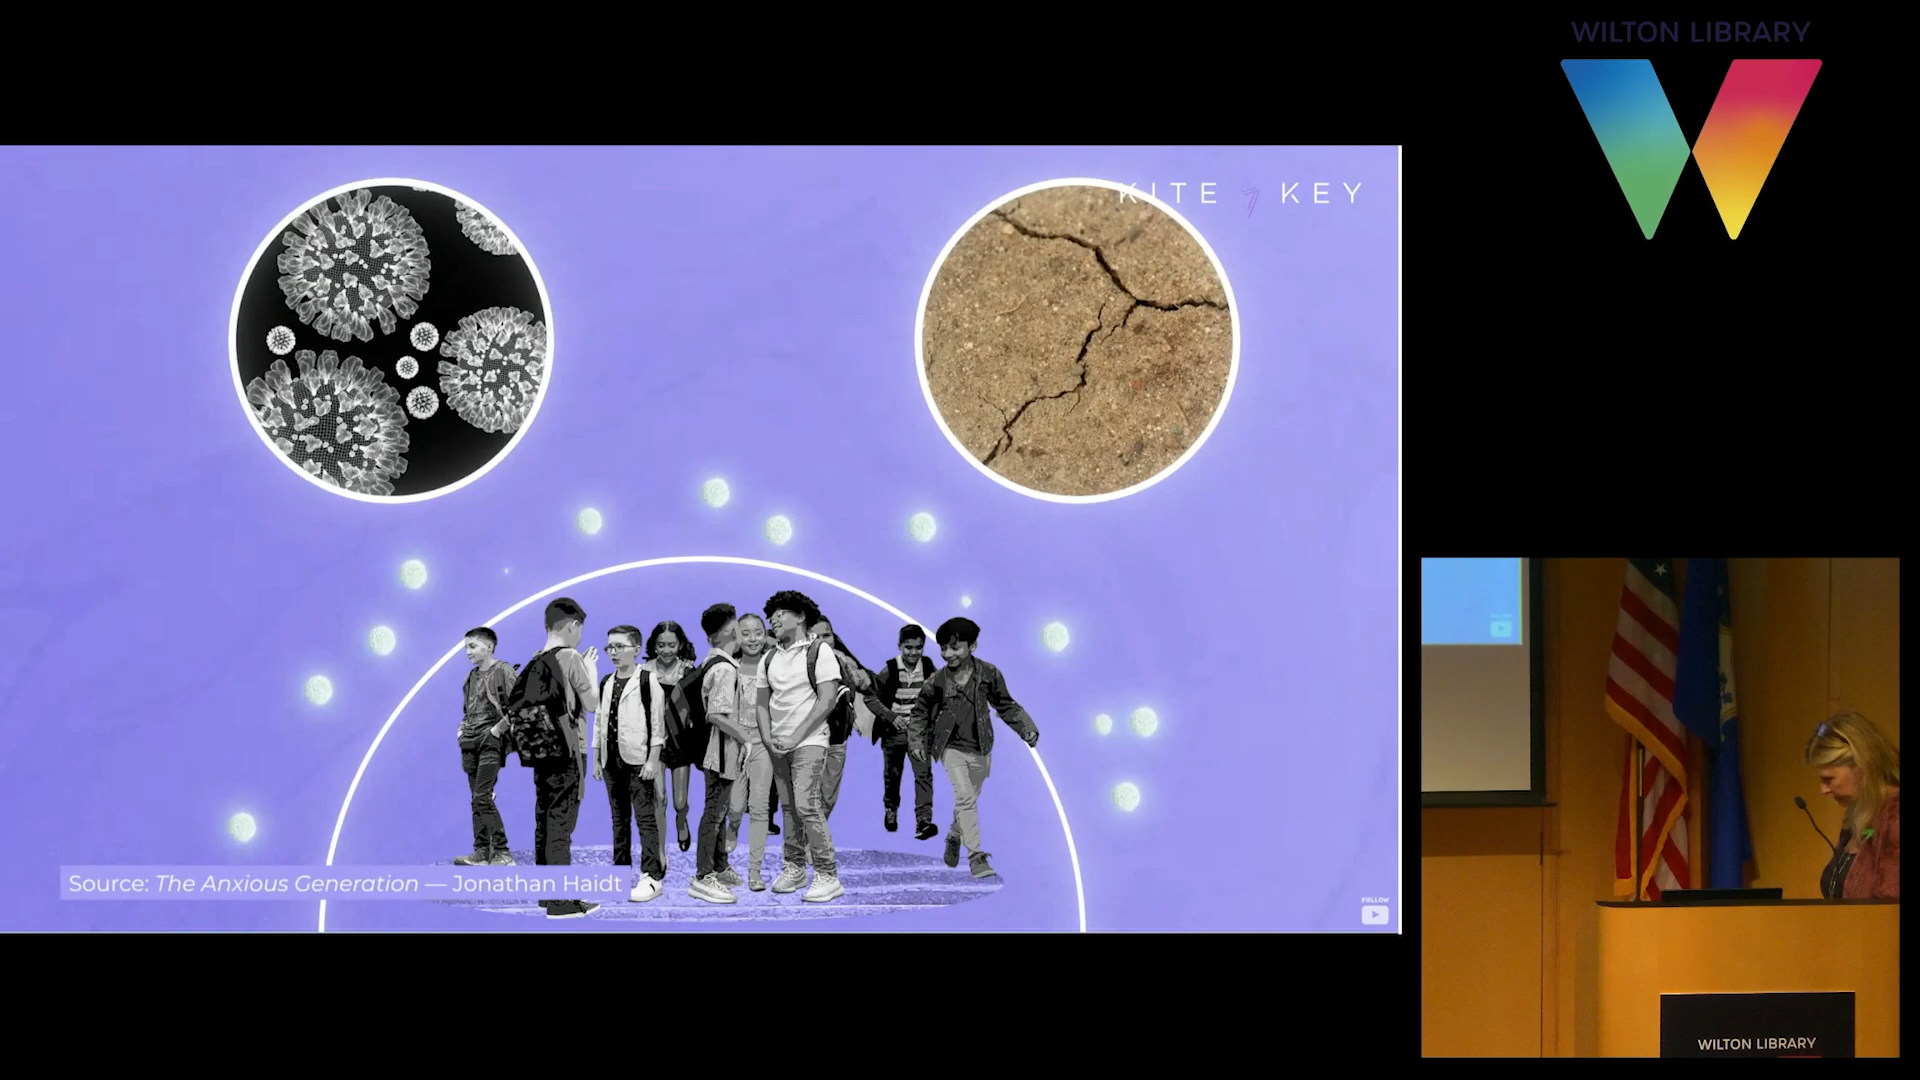 WILTON LIBRARY
KITE KEY
Source: The Anxious Generation — Jonathan Haidt
FOLLOW
WILTON LIBRARY